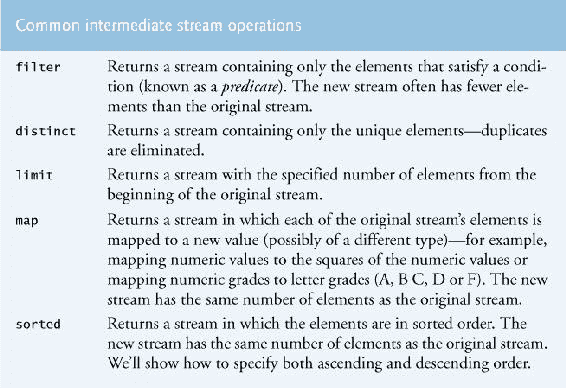 Common intermediate stream operations
filter Returns a stream containing only the elements that satisfy a condi-
tion (known as a predicate). The new stream often has fewer ele-
ments than the original stream.
distinct Returns a stream containing only the unique elements—duplicates
are eliminated.
limit Returns a stream with the specified number of elements from the
beginning of the original stream.
map Returns a stream in which each of the original stream's elements is
mapped to a new value (possibly of a different type)—for example,
mapping numeric values to the squares of the numeric values or
mapping numeric grades to letter grades (A, B C, D or F). The new
stream has the same number of elements as the original stream.
sorted Returns a stream in which the elements are in sorted order. The
new stream has the same number of elements as the original stream.
We'll show how to specify both ascending and descending order.